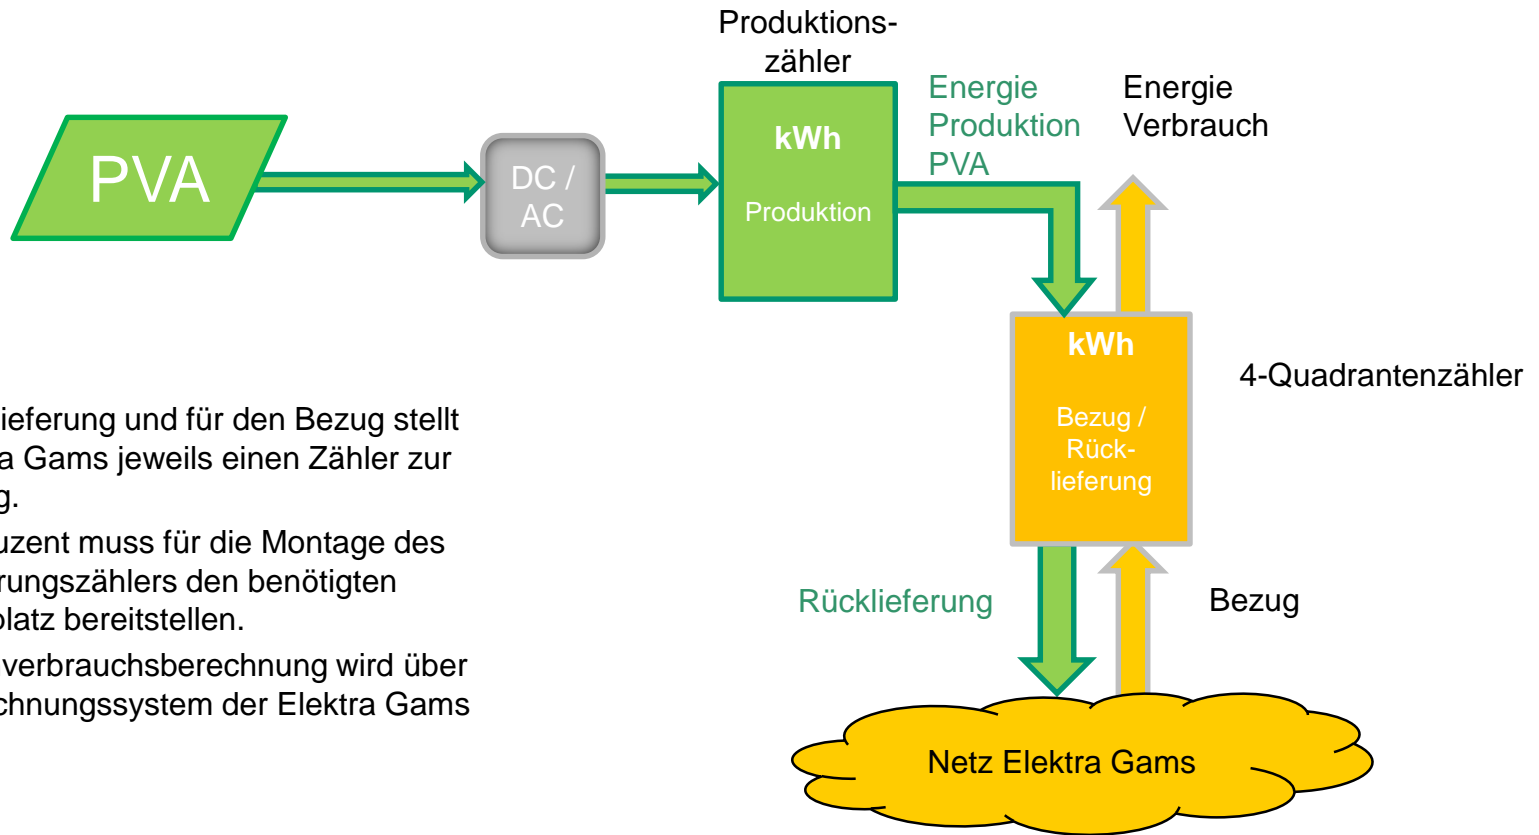 Produktions-
zähler
Energie
Produktion
PVA
Energie
Verbrauch
PVA
DC /
AC
kWh
Produktion
kWh
Bezug /
Rück-
lieferung
4-Quadrantenzähler
ieferung und für den Bezug stellt
a Gams jeweils einen Zähler zur
g.
uzent muss für die Montage des
rungszählers den benötigten
platz bereitstellen.
nverbrauchsberechnung wird über
chnungssystem der Elektra Gams
Rücklieferung
Bezug
Netz Elektra Gams